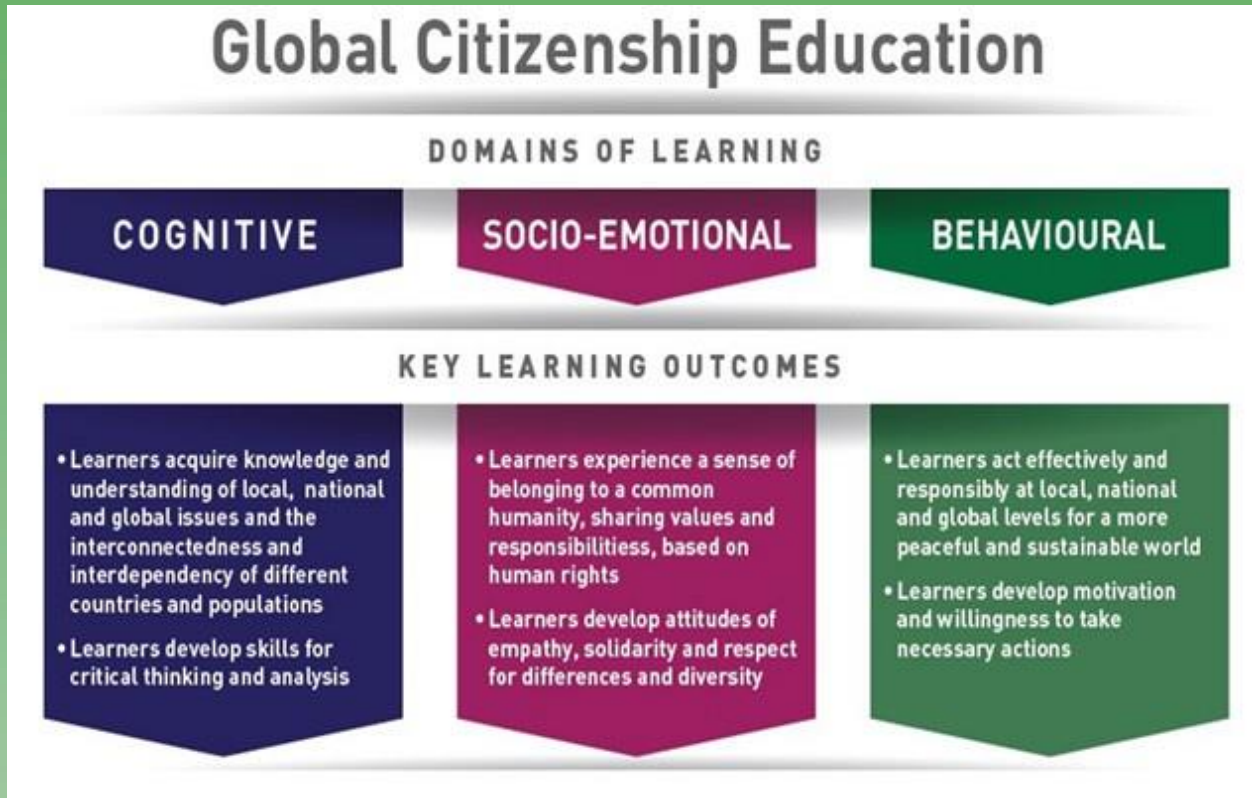 Global Citizenship Education
DOMAINS OF LEARNING
COGNITIVE
SOCIO-EMOTIONAL
BEHAVIOURAL
KEY LEARNING OUTCOMES
• Learners acquire knowledge and
understanding of local, national
and global issues and the
interconnectedness and
interdependency of different
countries and populations
• Learners develop skills for
critical thinking and analysis
• Learners experience a sense of
belonging to a common
humanity, sharing values and
responsibilitiess, based on
human rights
• Learners develop attitudes of
empathy, solidarity and respect
for differences and diversity
• Learners act effectively and
responsibly at local, national
and global levels for a more
peaceful and sustainable world
• Learners develop motivation
and willingness to take
necessary actions